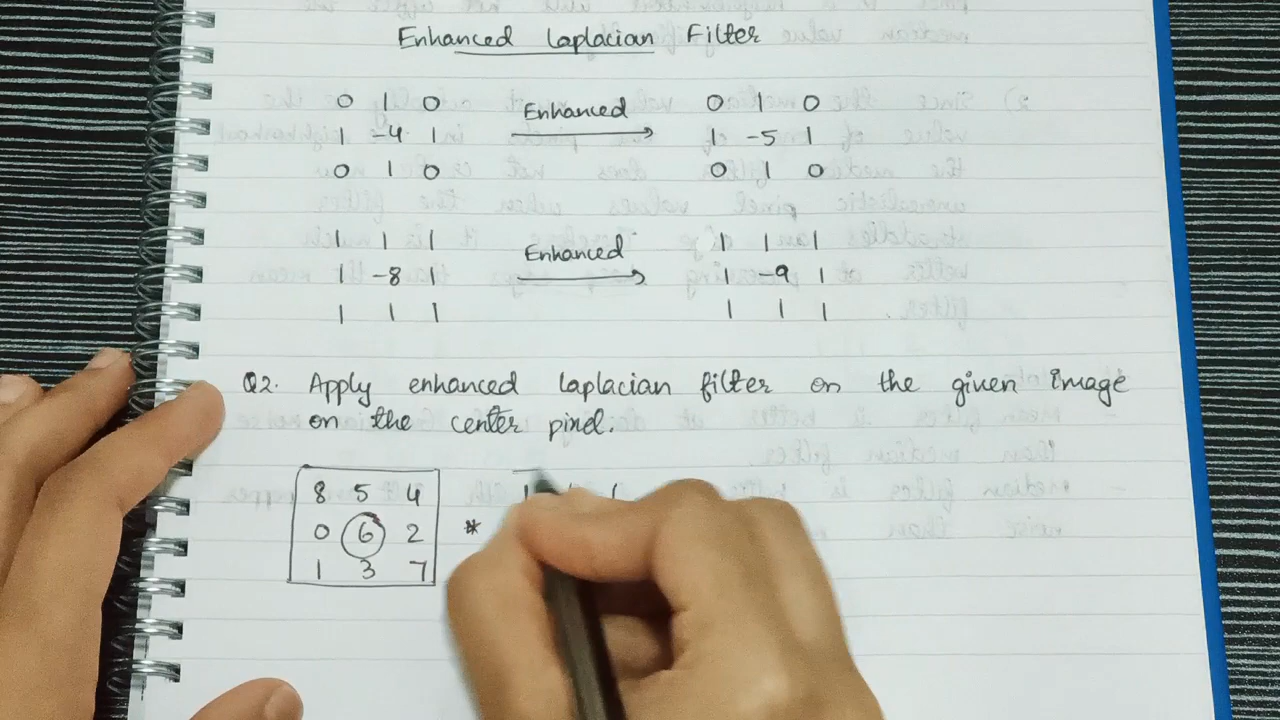 Enhanced Laplacian Filter
0 1 0 Enhanced 0 1 0
1 -4 1 1 -5 1
0 1 0 0 1 0
1 1 1 Enhanced 1 1 1
1 -8 1 1 -9 1
1 1 1 1 1 1
Q2. Apply enhanced Laplacian filter on the given image
on the center pixel.
8 5 4 1 1 1
0 6 2 *
1 3 7